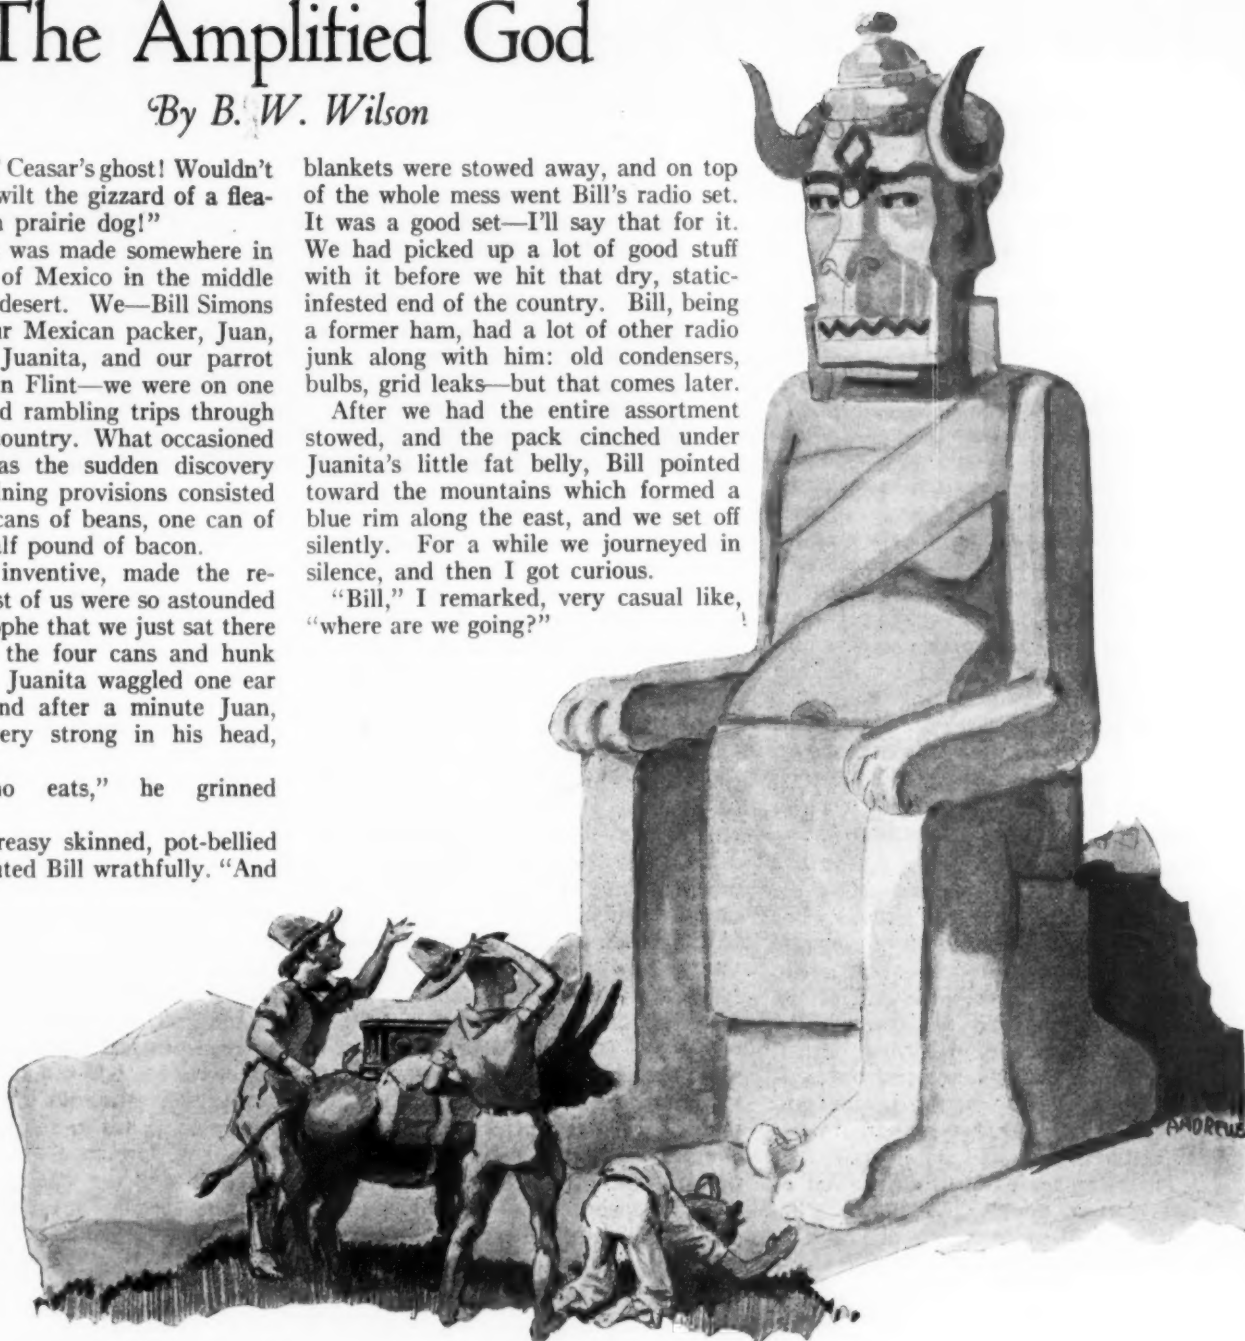 The Amplified God
By B. W. Wilson
Ceasar's ghost! Wouldn't
wilt the gizzard of a flea-
prairie dog!"
was made somewhere in
of Mexico in the middle
desert. We—Bill Simons
r Mexican packer, Juan,
Juanita, and our parrot
n Flint—we were on one
d rambling trips through
ountry. What occasioned
as the sudden discovery
ining provisions consisted
cans of beans, one can of
lf pound of bacon.
inventive, made the re-
st of us were so astounded
phe that we just sat there
the four cans and hunk
Juanita waggled one ear
nd after a minute Juan,
ery strong in his head,
o eats," he grinned
reasy skinned, pot-bellied
ted Bill wrathfully. "And
blankets were stowed away, and on top
of the whole mess went Bill's radio set.
It was a good set—I'll say that for it.
We had picked up a lot of good stuff
with it before we hit that dry, static-
infested end of the country. Bill, being
a former ham, had a lot of other radio
junk along with him: old condensers,
bulbs, grid leaks—but that comes later.
After we had the entire assortment
stowed, and the pack cinched under
Juanita's little fat belly, Bill pointed
toward the mountains which formed a
blue rim along the east, and we set off
silently. For a while we journeyed in
silence, and then I got curious.
"Bill," I remarked, very casual like,
"where are we going?"
ANDREWS